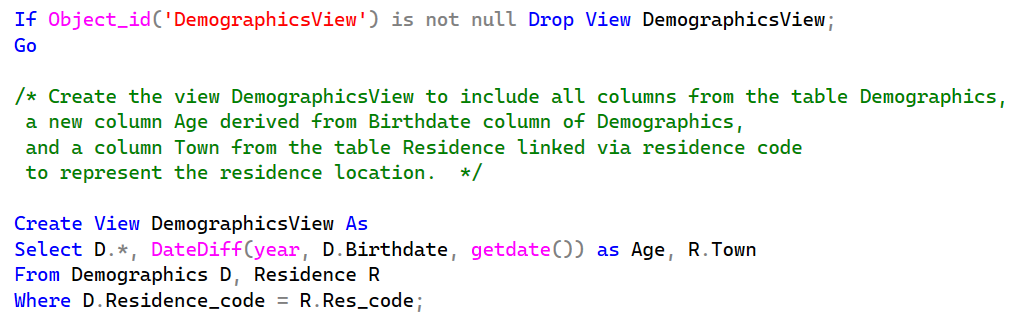 If Object_id('DemographicsView') is not null Drop View DemographicsView;
Go
/* Create the view DemographicsView to include all columns from the table Demographics,
a new column Age derived from Birthdate column of Demographics,
and a column Town from the table Residence linked via residence code
to represent the residence location.  */
Create View DemographicsView As
Select D.*, DateDiff(year, D.Birthdate, getdate()) as Age, R.Town
From Demographics D, Residence R
Where D.Residence_code = R.Res_code;